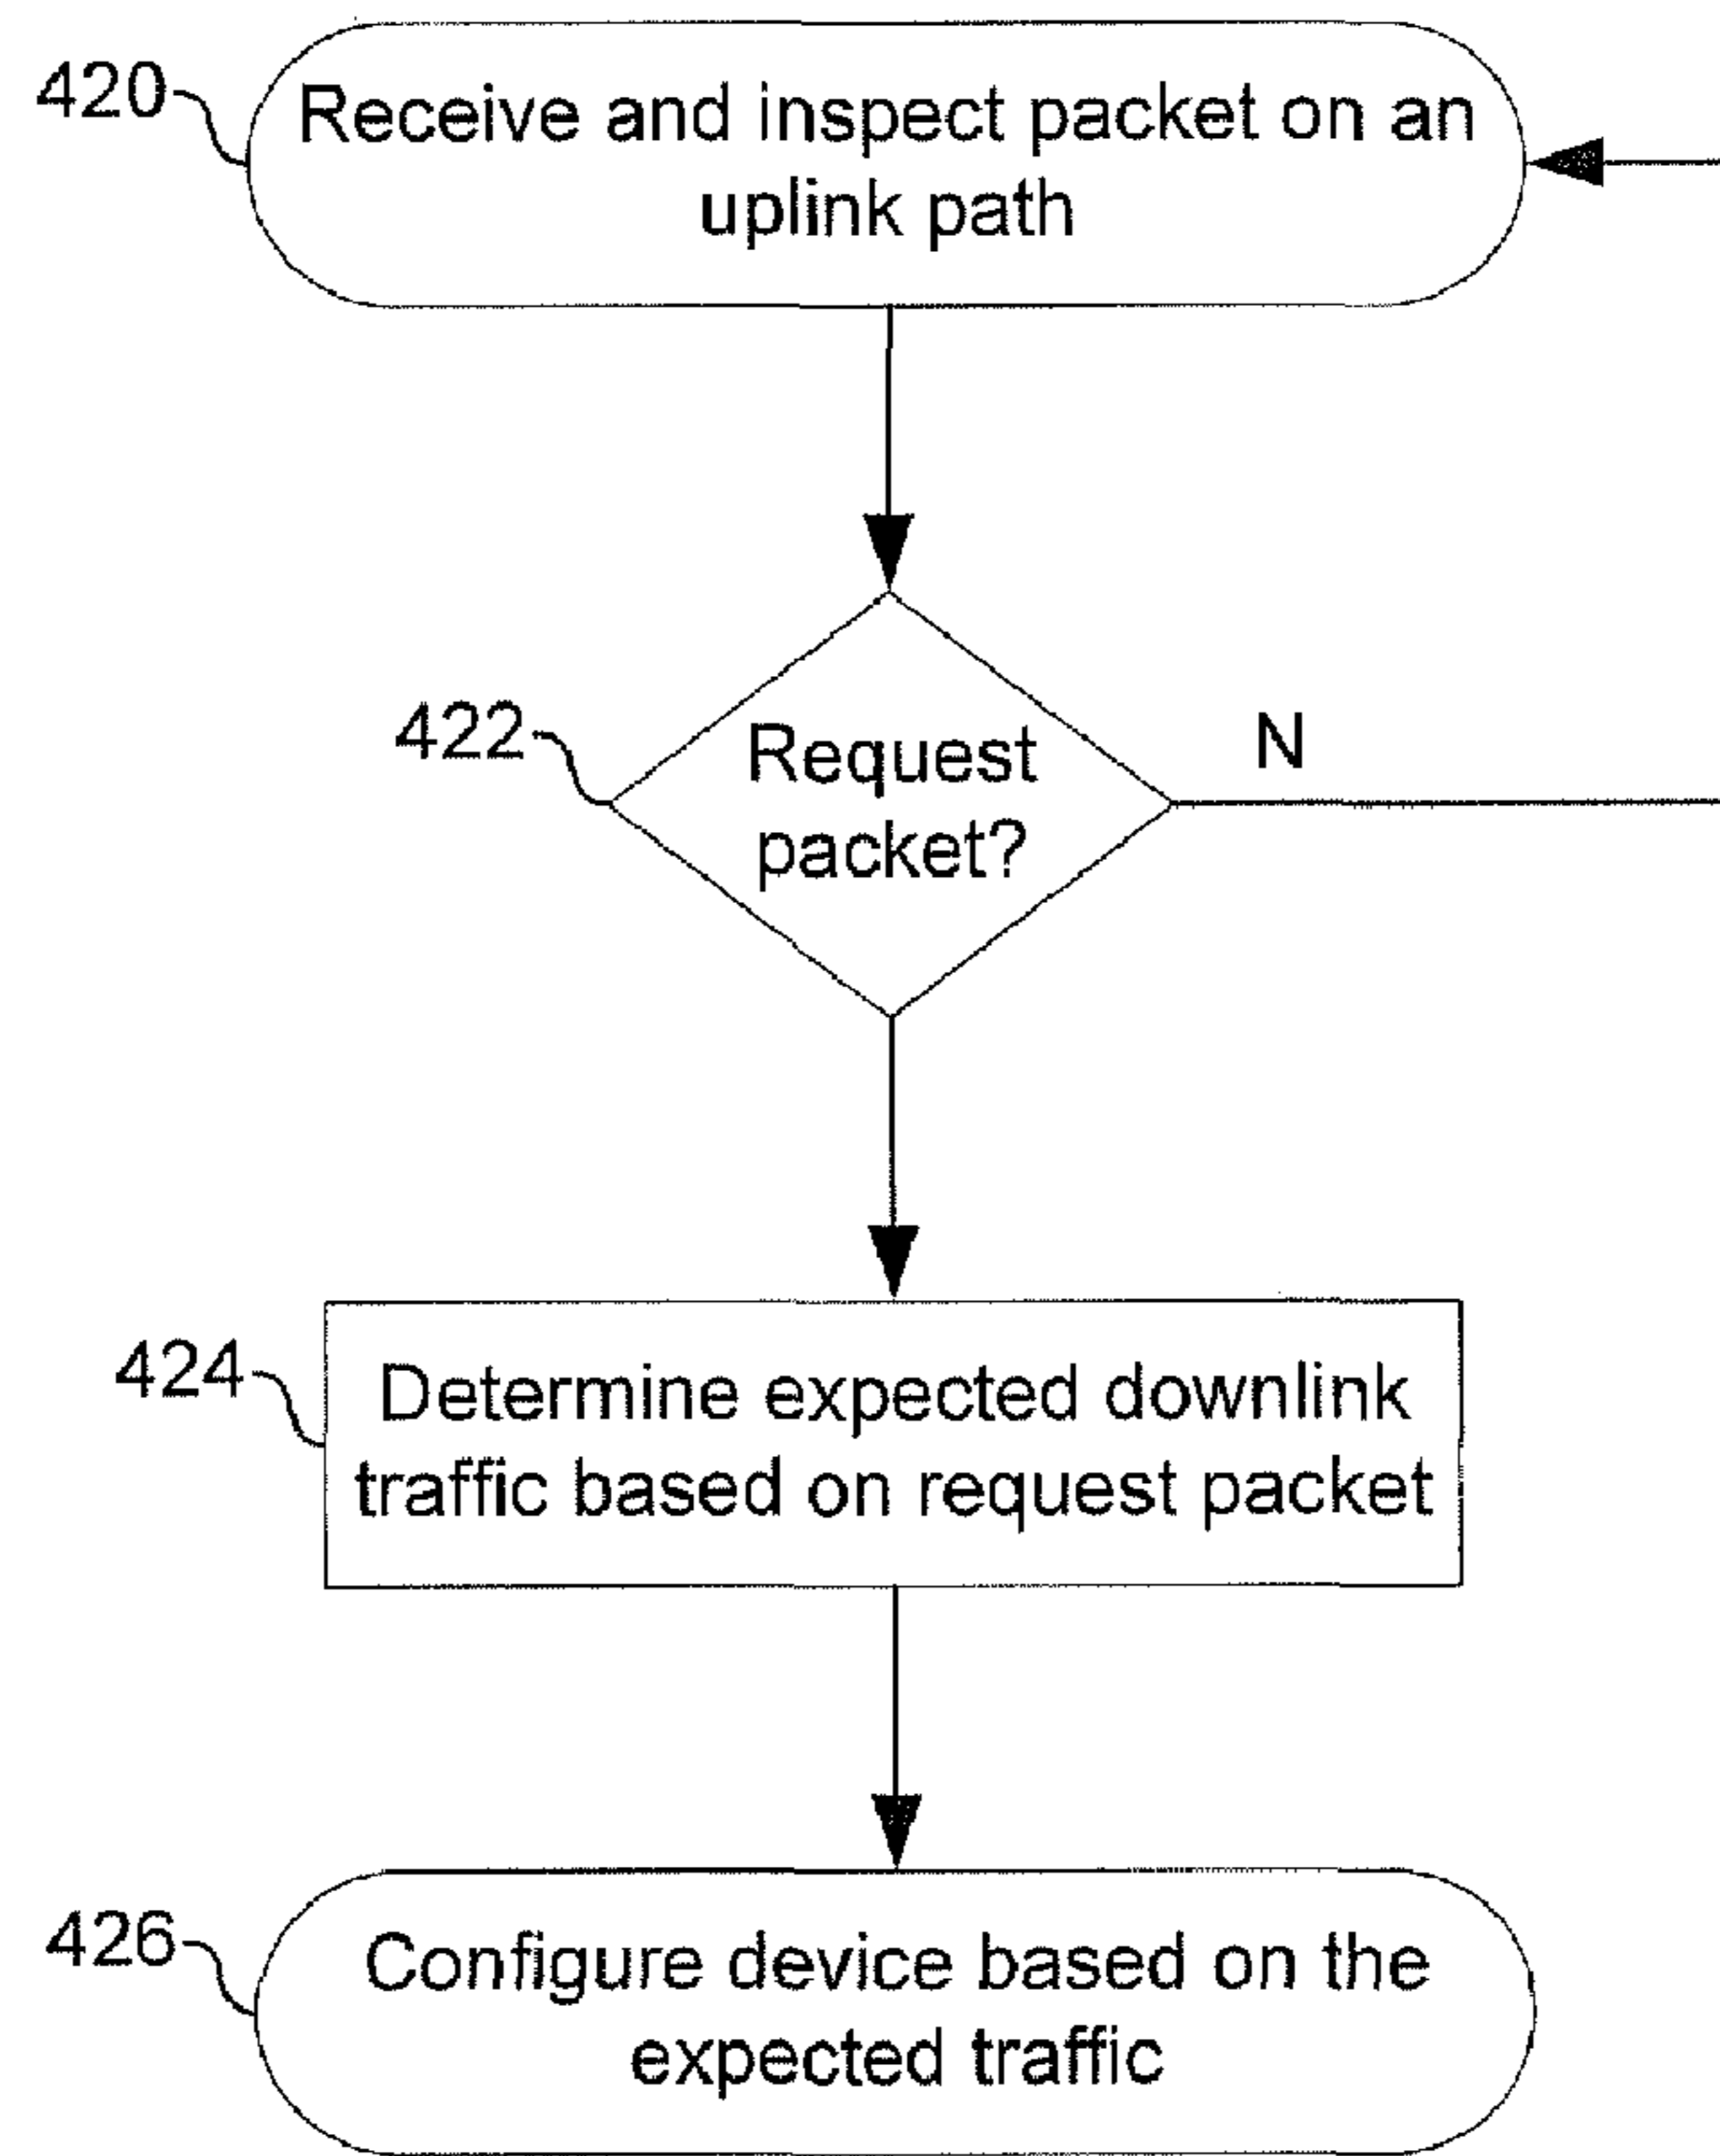 420
Receive and inspect packet on an
uplink path
422
Request
packet?
N
424
Determine expected downlink
traffic based on request packet
426
Configure device based on the
expected traffic